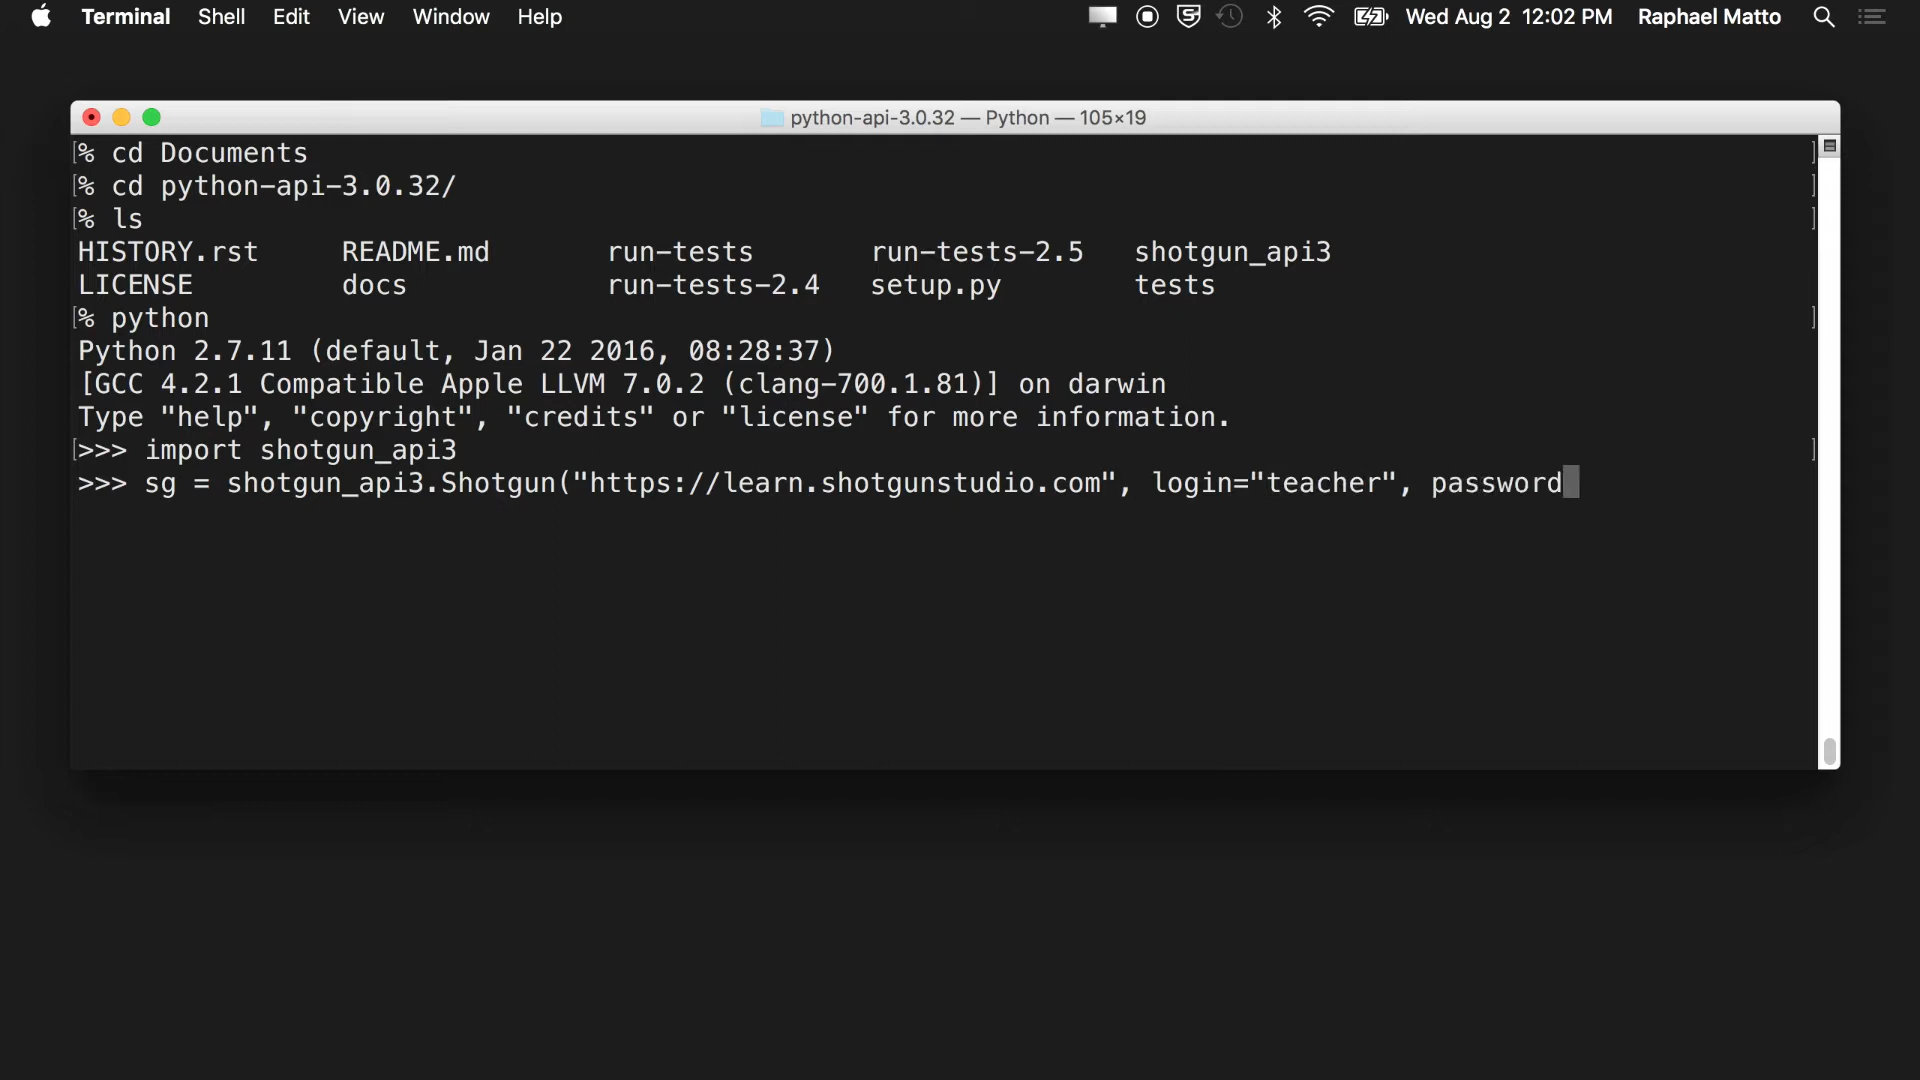 Terminal Shell Edit View Window Help Wed Aug 2 12:02 PM Raphael Matto
python-api-3.0.32 — Python — 105×19
[% cd Documents ]
[% cd python-api-3.0.32/ ]
[% ls ]
HISTORY.rst README.md run-tests run-tests-2.5 shotgun_api3
LICENSE docs run-tests-2.4 setup.py tests
[% python ]
Python 2.7.11 (default, Jan 22 2016, 08:28:37)
[GCC 4.2.1 Compatible Apple LLVM 7.0.2 (clang-700.1.81)] on darwin
Type "help", "copyright", "credits" or "license" for more information.
[>>> import shotgun_api3 ]
>>> sg = shotgun_api3.Shotgun("https://learn.shotgunstudio.com", login="teacher", password